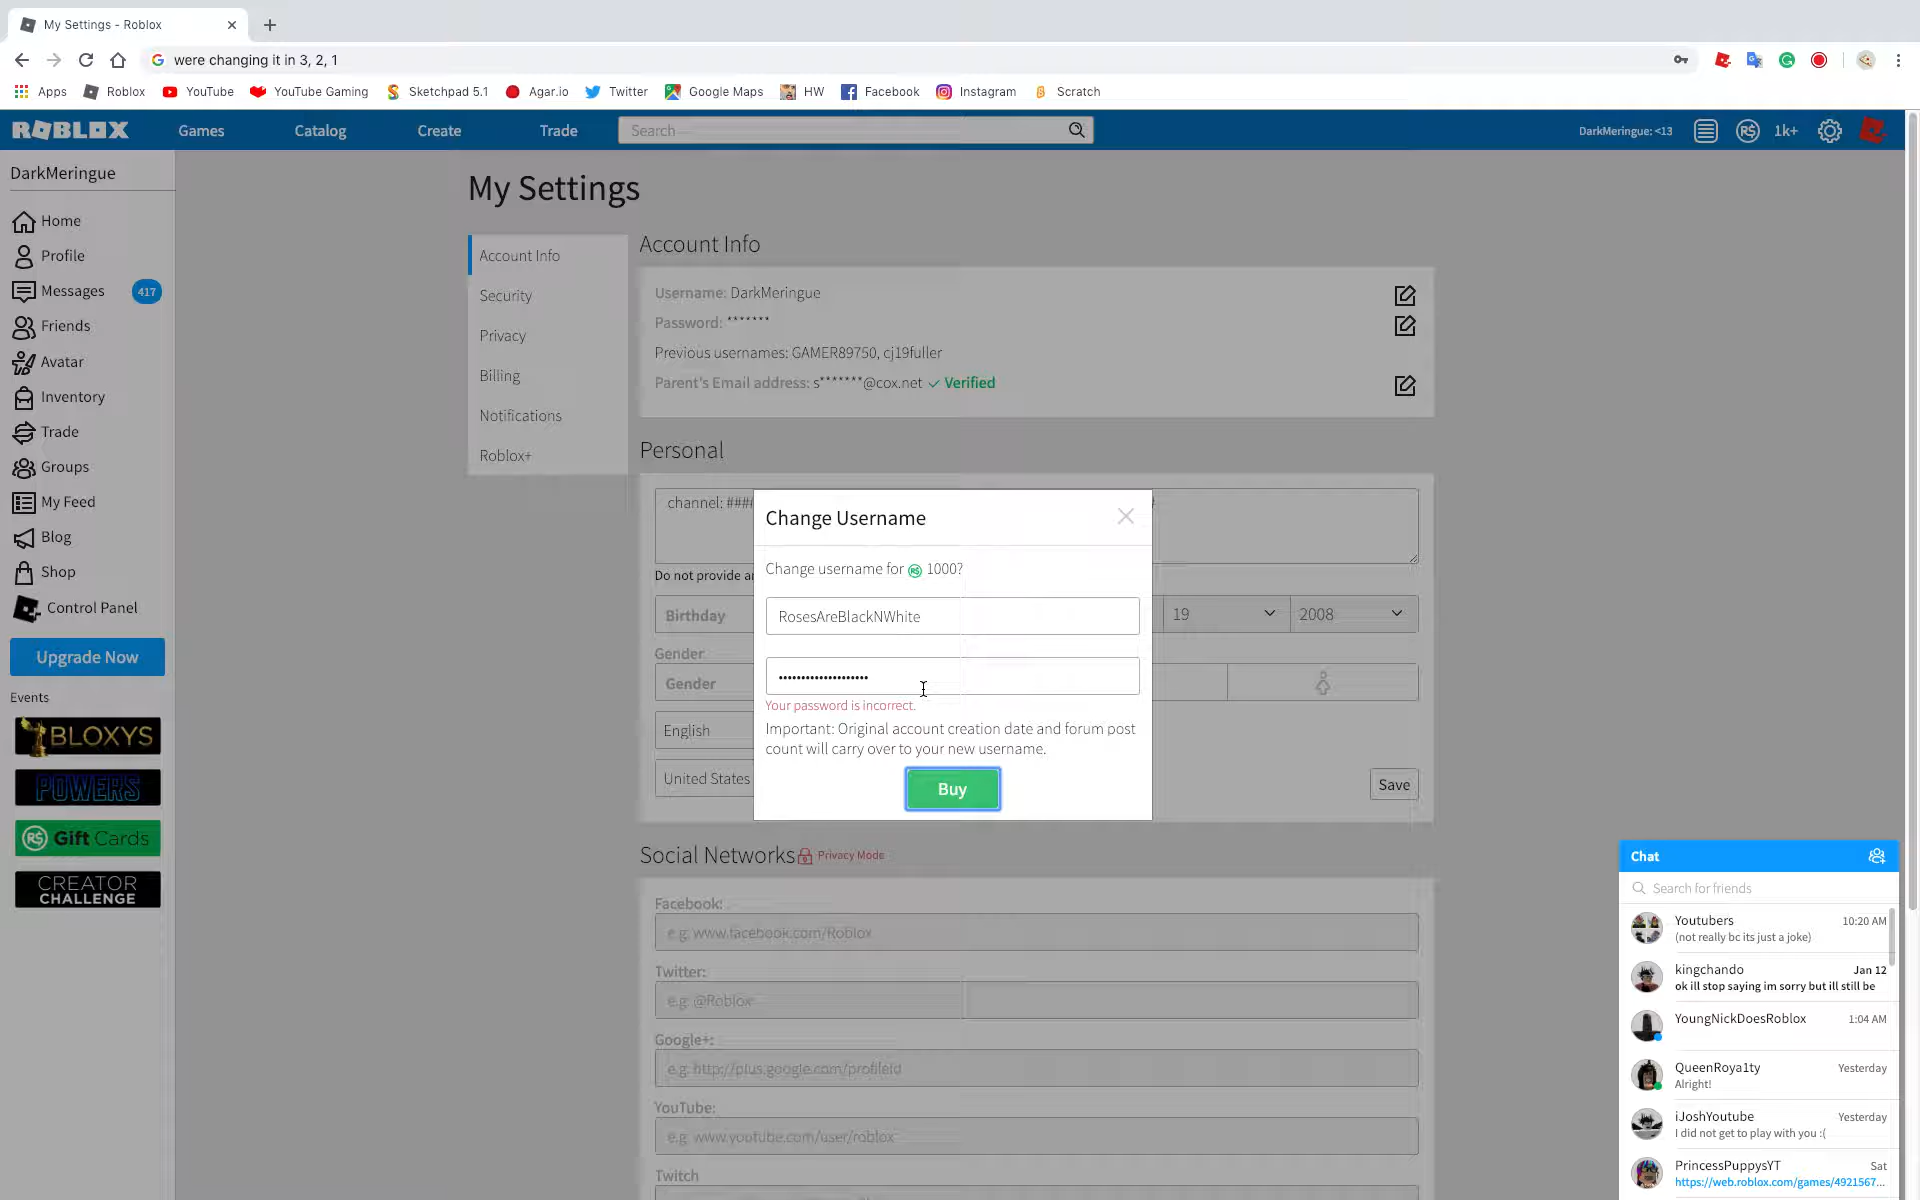 My Settings - Roblox
were changing it in 3, 2, 1
Apps Roblox YouTube YouTube Gaming Sketchpad 5.1 Agar.io Twitter Google Maps HW Facebook Instagram Scratch
ROBLOX Games Catalog Create Trade Search DarkMeringue: <13 1k+
DarkMeringue
Home
Profile
Messages 417
Friends
Avatar
Inventory
Trade
Groups
My Feed
Blog
Shop
Control Panel
Upgrade Now
Events
BLOXYS
POWERS
Gift Cards
CREATOR
CHALLENGE
My Settings
Account Info
Security
Privacy
Billing
Notifications
Roblox+
Account Info
Username: DarkMeringue
Password: *******
Previous usernames: GAMER89750, cj19fuller
Parent's Email address: s*******@cox.net Verified
Personal
channel: ###
Do not provide
Birthday 19 2008
Gender
Gender
English
United States
Save
Change Username
Change username for R$ 1000?
RosesAreBlackNWhite
••••••••••••••••••••
Your password is incorrect.
Important: Original account creation date and forum post
count will carry over to your new username.
Buy
Social Networks Privacy Mode
Facebook:
e.g. www.facebook.com/Roblox
Twitter:
e.g. @Roblox
Google+:
e.g. http://plus.google.com/profileId
YouTube:
e.g. www.youtube.com/user/roblox
Twitch
Chat
Search for friends
Youtubers 10:20 AM
(not really bc its just a joke)
kingchando Jan 12
ok ill stop saying im sorry but ill still be
YoungNickDoesRoblox 1:04 AM
QueenRoya1ty Yesterday
Alright!
iJoshYoutube Yesterday
I did not get to play with you :(
PrincessPuppysYT Sat
https://web.roblox.com/games/4921567...